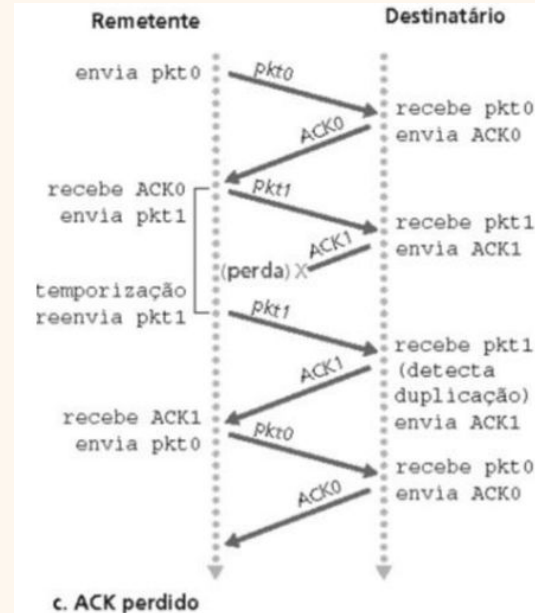 Remetente
Destinatário
envia pkt0
pkt0
recebe pkt0
envia ACK0
ACK0
recebe ACK0
envia pkt1
pkt1
recebe pkt1
envia ACK1
ACK1
(perda) X
temporização
reenvia pkt1
pkt1
recebe pkt1
(detecta
duplicação)
envia ACK1
ACK1
recebe ACK1
envia pkt0
pkt0
recebe pkt0
envia ACK0
ACK0
c. ACK perdido